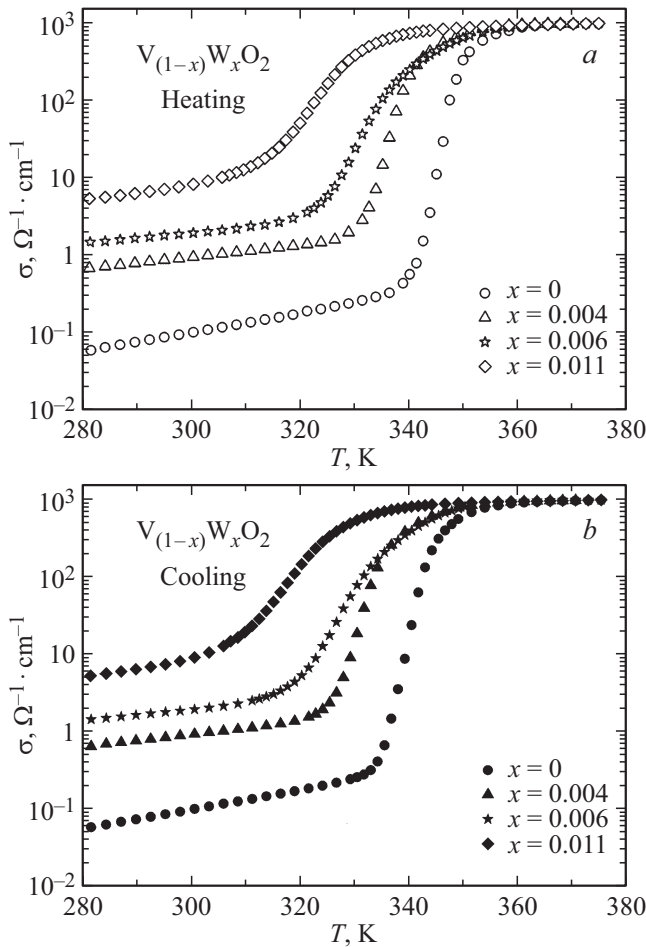 10³
10²
10
1
10⁻¹
10⁻²
σ, Ω⁻¹ · cm⁻¹
V₍₁₋ₓ₎WₓO₂
Heating
a
x = 0
x = 0.004
x = 0.006
x = 0.011
280 300 320 340 360 380
T, K
10³
10²
10
1
10⁻¹
10⁻²
σ, Ω⁻¹ · cm⁻¹
V₍₁₋ₓ₎WₓO₂
Cooling
b
x = 0
x = 0.004
x = 0.006
x = 0.011
280 300 320 340 360 380
T, K